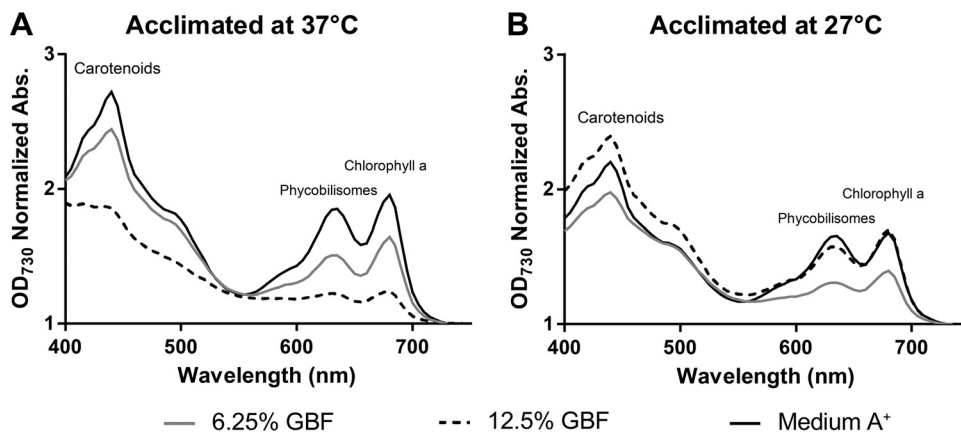 A
Acclimated at 37°C
OD730 Normalized Abs.
3
2
1
Carotenoids
Phycobilisomes
Chlorophyll a
400
500
600
700
Wavelength (nm)
B
Acclimated at 27°C
OD730 Normalized Abs.
3
2
1
Carotenoids
Phycobilisomes
Chlorophyll a
400
500
600
700
Wavelength (nm)
6.25% GBF
12.5% GBF
Medium A+